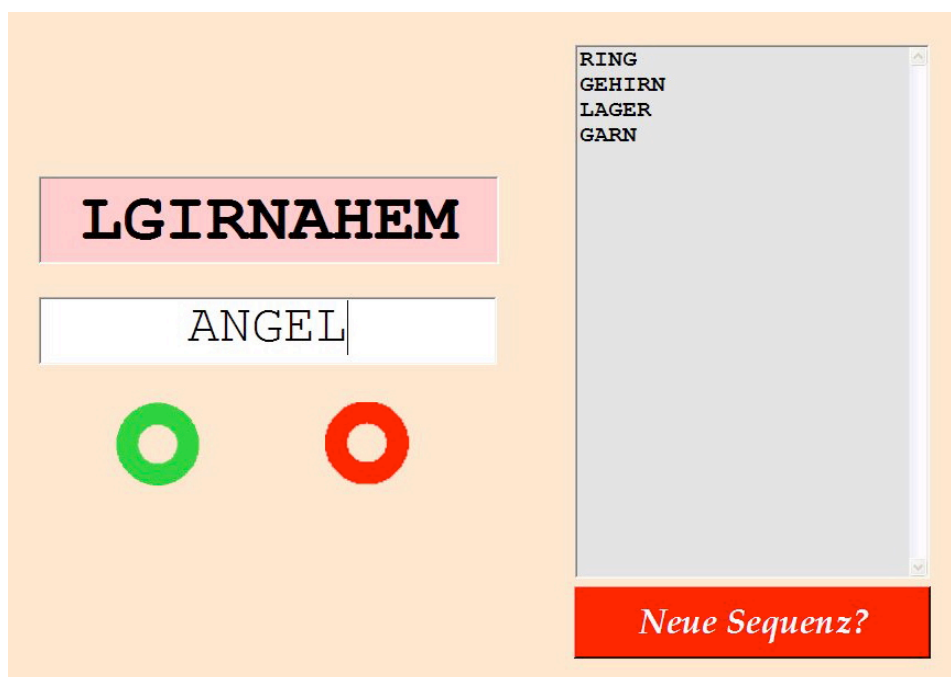 LGIRNAHEM
ANGEL
RING
GEHIRN
LAGER
GARN
Neue Sequenz?